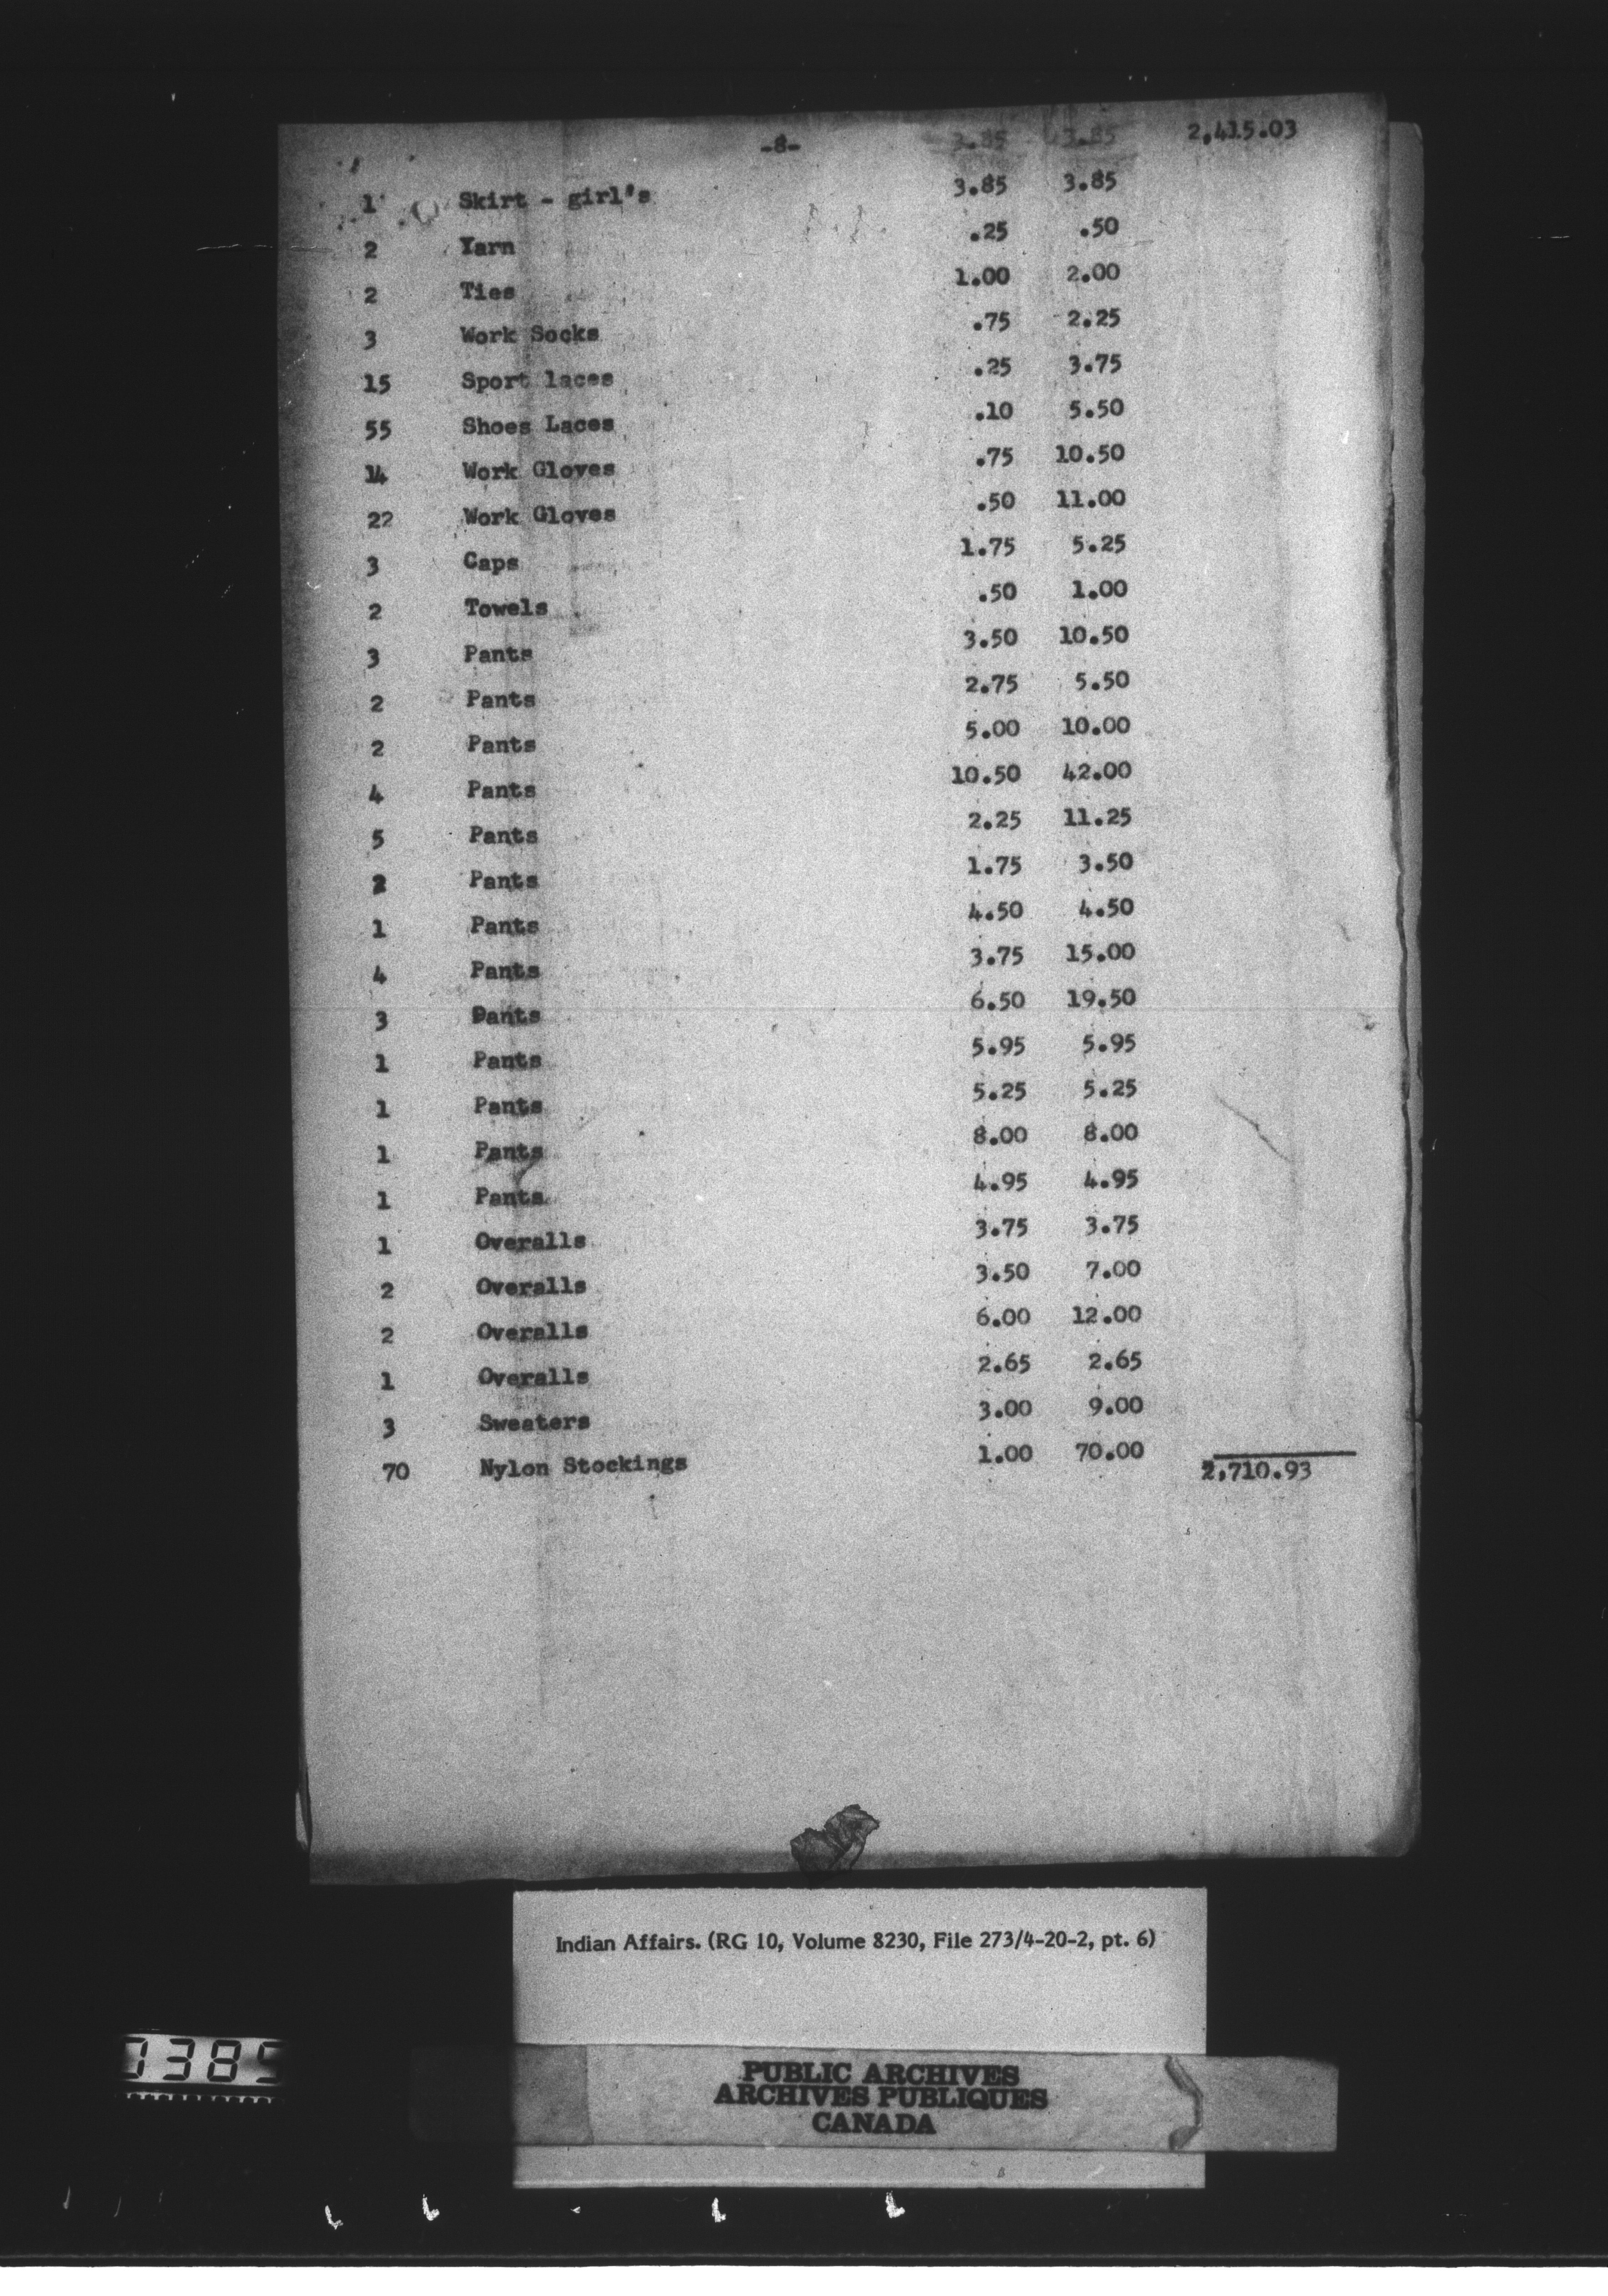 -8- 3.85 3.85 2,415.03
1 Skirt - girl's 3.85 3.85
2 Yarn .25 .50
2 Ties 1.00 2.00
3 Work Socks .75 2.25
15 Sport laces .25 3.75
55 Shoes Laces .10 5.50
14 Work Gloves .75 10.50
22 Work Gloves .50 11.00
3 Caps 1.75 5.25
2 Towels .50 1.00
3 Pants 3.50 10.50
2 Pants 2.75 5.50
2 Pants 5.00 10.00
4 Pants 10.50 42.00
5 Pants 2.25 11.25
2 Pants 1.75 3.50
1 Pants 4.50 4.50
4 Pants 3.75 15.00
3 Pants 6.50 19.50
1 Pants 5.95 5.95
1 Pants 5.25 5.25
1 Pants 8.00 8.00
1 Pants 4.95 4.95
1 Overalls 3.75 3.75
2 Overalls 3.50 7.00
2 Overalls 6.00 12.00
1 Overalls 2.65 2.65
3 Sweaters 3.00 9.00
70 Nylon Stockings 1.00 70.00 2,710.93
Indian Affairs. (RG 10, Volume 8230, File 273/4-20-2, pt. 6)
PUBLIC ARCHIVES
ARCHIVES PUBLIQUES
CANADA